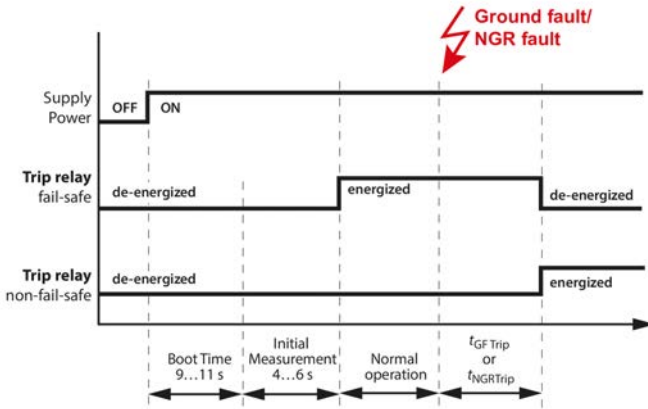 Ground fault/
NGR fault
Supply
Power
OFF
ON
Trip relay
fail-safe
de-energized
energized
de-energized
Trip relay
non-fail-safe
de-energized
energized
Boot Time
9...11 s
Initial
Measurement
4...6 s
Normal
operation
tGF Trip
or
tNGRTrip